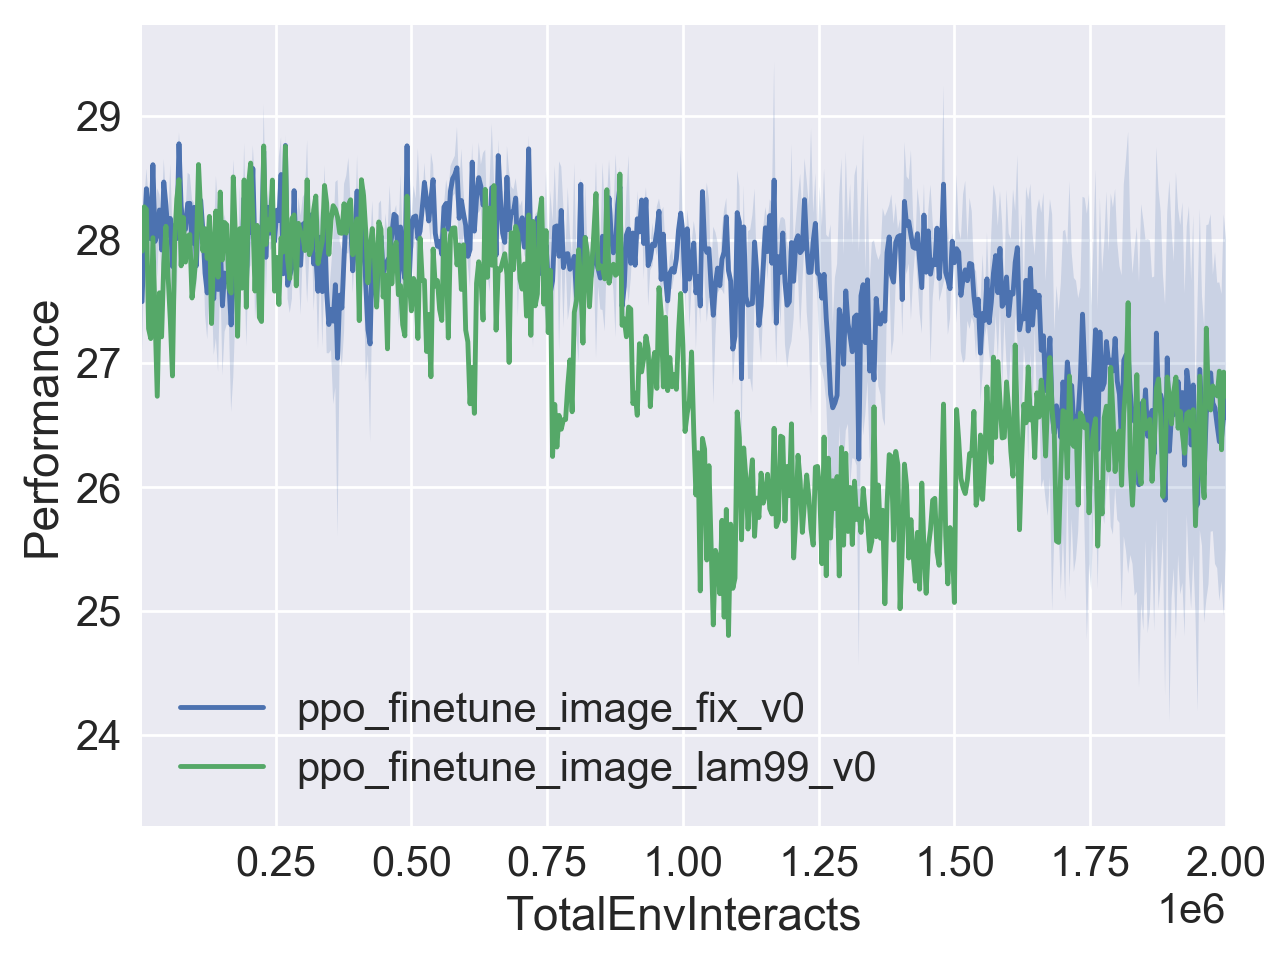 29
28
27
26
25
24
Performance
ppo_finetune_image_fix_v0
ppo_finetune_image_lam99_v0
0.25 0.50 0.75 1.00 1.25 1.50 1.75 2.00
1e6
TotalEnvInteracts